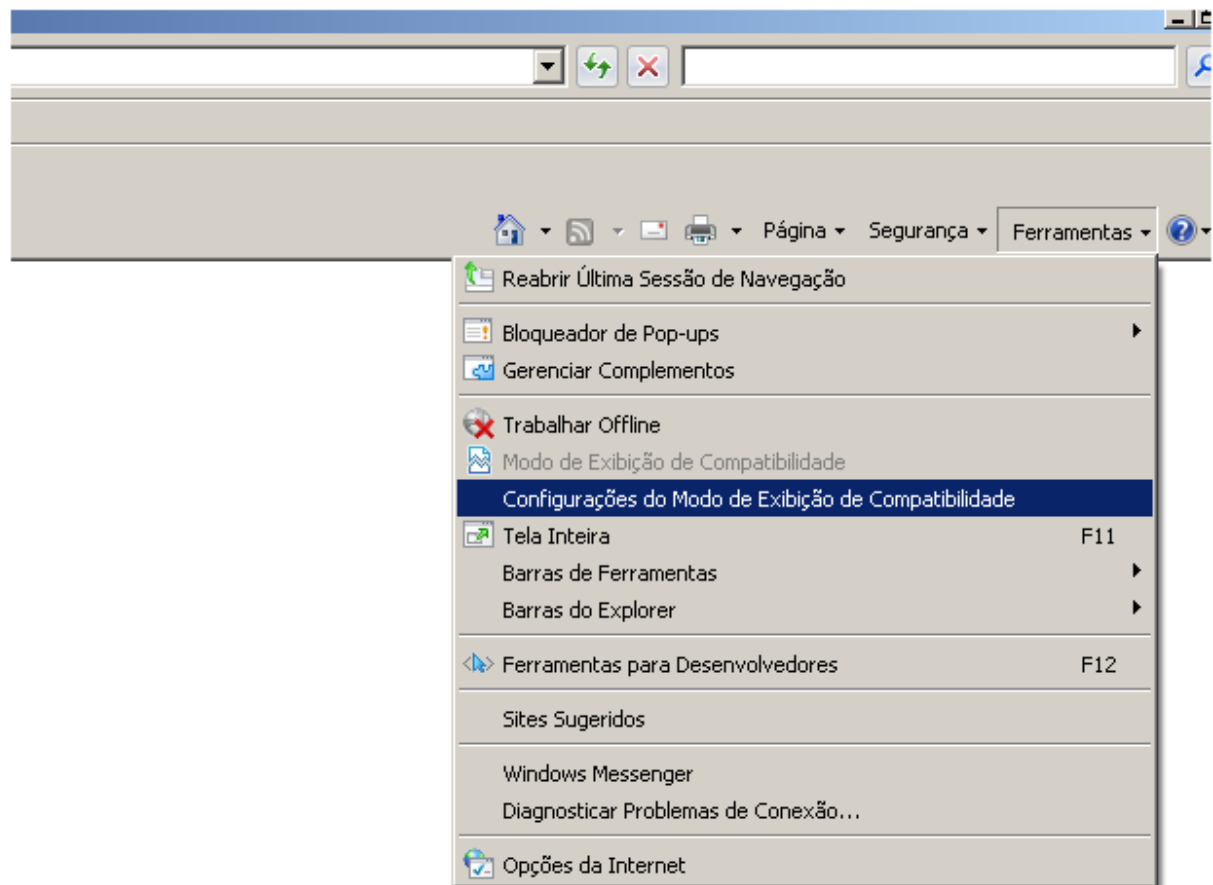 Página Segurança Ferramentas
Reabrir Última Sessão de Navegação
Bloqueador de Pop-ups
Gerenciar Complementos
Trabalhar Offline
Modo de Exibição de Compatibilidade
Configurações do Modo de Exibição de Compatibilidade
Tela Inteira F11
Barras de Ferramentas
Barras do Explorer
Ferramentas para Desenvolvedores F12
Sites Sugeridos
Windows Messenger
Diagnosticar Problemas de Conexão...
Opções da Internet